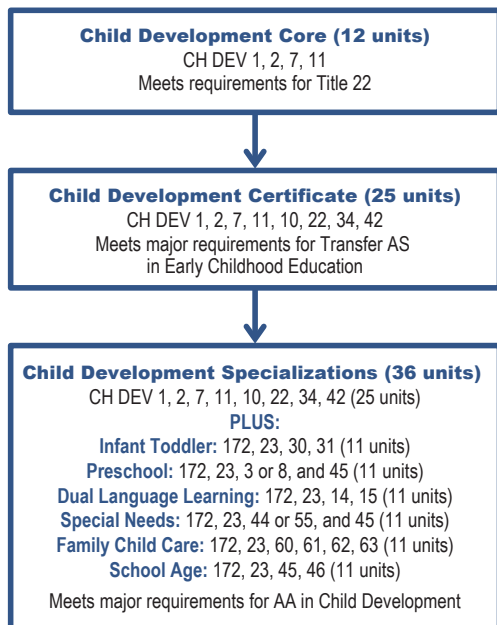 Child Development Core (12 units)
CH DEV 1, 2, 7, 11
Meets requirements for Title 22
Child Development Certificate (25 units)
CH DEV 1, 2, 7, 11, 10, 22, 34, 42
Meets major requirements for Transfer AS
in Early Childhood Education
Child Development Specializations (36 units)
CH DEV 1, 2, 7, 11, 10, 22, 34, 42 (25 units)
PLUS:
Infant Toddler: 172, 23, 30, 31 (11 units)
Preschool: 172, 23, 3 or 8, and 45 (11 units)
Dual Language Learning: 172, 23, 14, 15 (11 units)
Special Needs: 172, 23, 44 or 55, and 45 (11 units)
Family Child Care: 172, 23, 60, 61, 62, 63 (11 units)
School Age: 172, 23, 45, 46 (11 units)
Meets major requirements for AA in Child Development